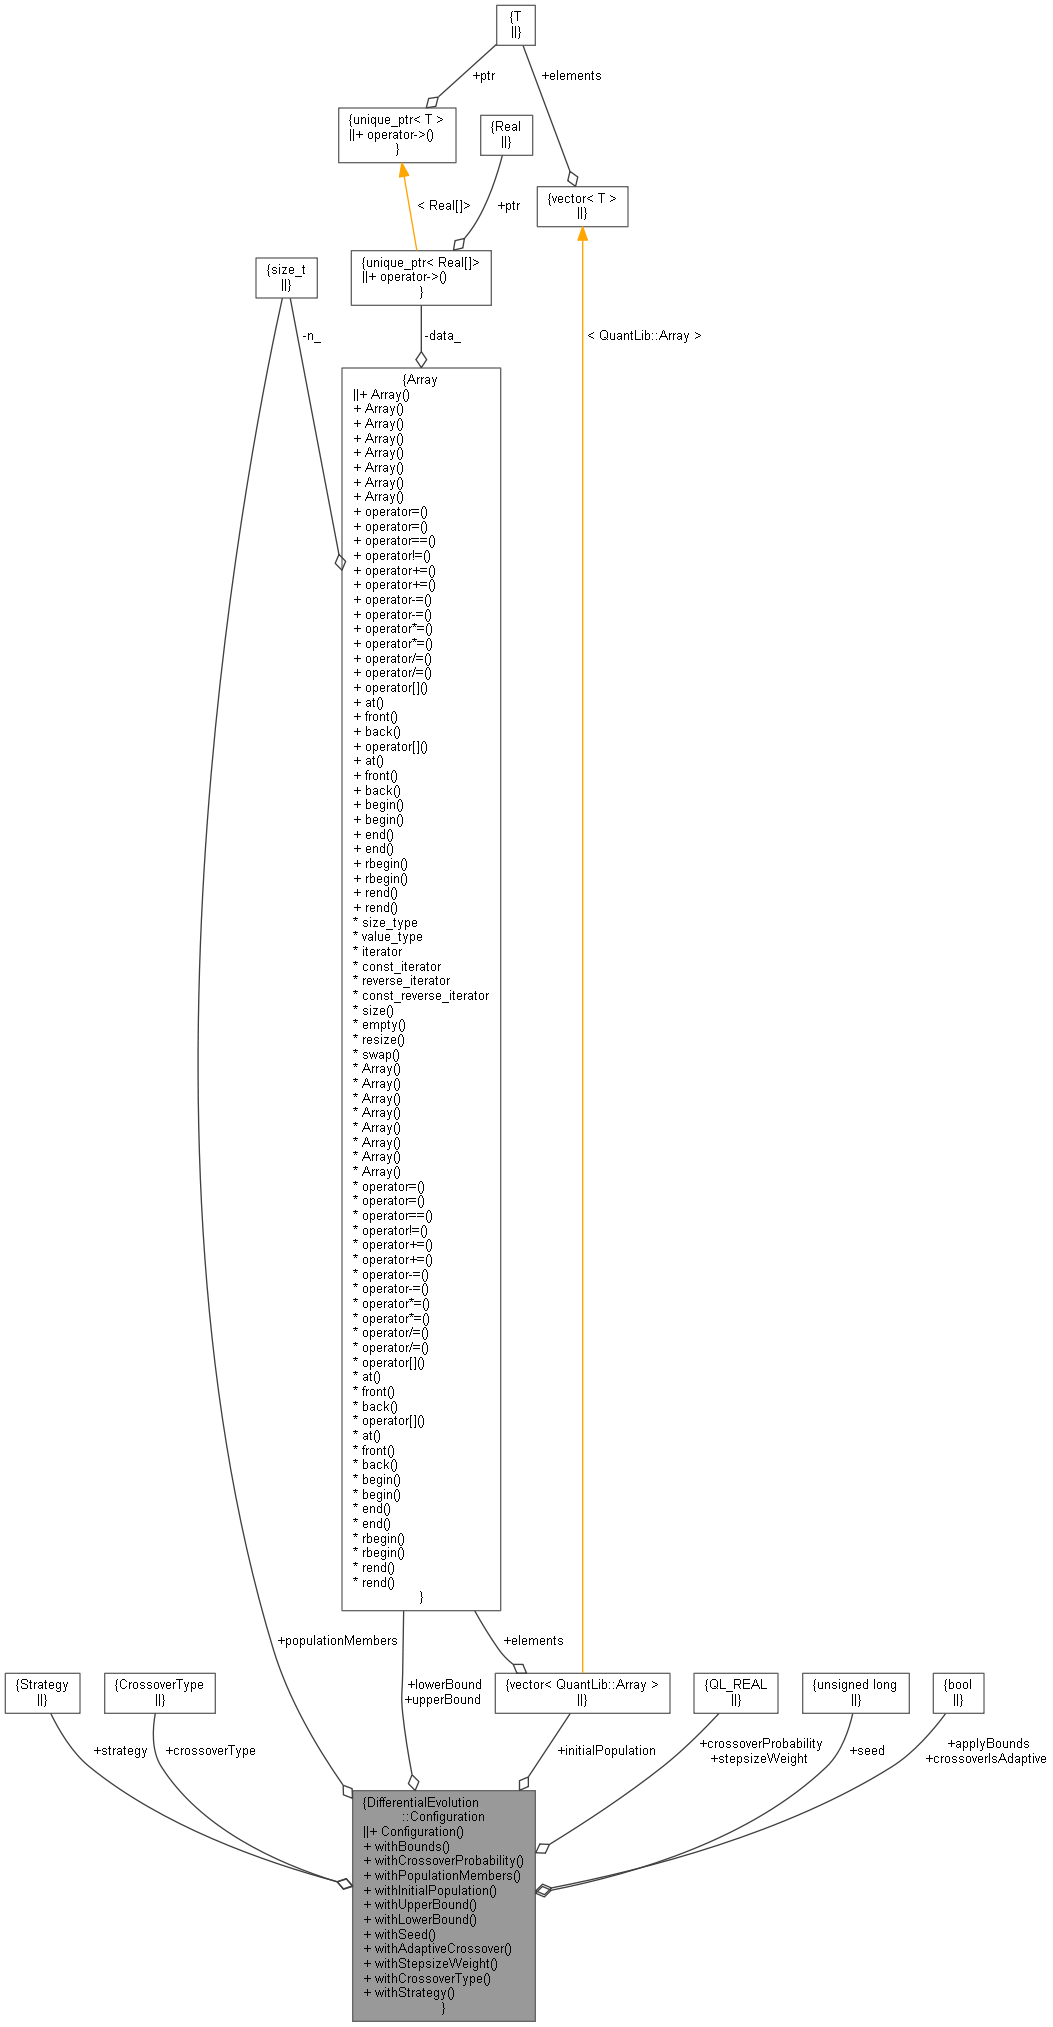 {T
||}
+ptr
+elements
{unique_ptr< T >
||+ operator->()
}
{Real
||}
{vector< T >
||}
< Real[]>
+ptr
{unique_ptr< Real[]>
||+ operator->()
}
{size_t
||}
-n_
-data_
< QuantLib::Array >
{Array
||+ Array()
+ Array()
+ Array()
+ Array()
+ Array()
+ Array()
+ Array()
+ Array()
+ operator=()
+ operator=()
+ operator==()
+ operator!=()
+ operator+=()
+ operator+=()
+ operator-=()
+ operator-=()
+ operator*=()
+ operator*=()
+ operator/=()
+ operator/=()
+ operator[]()
+ at()
+ front()
+ back()
+ operator[]()
+ at()
+ front()
+ back()
+ begin()
+ begin()
+ end()
+ end()
+ rbegin()
+ rbegin()
+ rend()
+ rend()
* size_type
* value_type
* iterator
* const_iterator
* reverse_iterator
* const_reverse_iterator
* size()
* empty()
* resize()
* swap()
* Array()
* Array()
* Array()
* Array()
* Array()
* Array()
* Array()
* Array()
* operator=()
* operator=()
* operator==()
* operator!=()
* operator+=()
* operator+=()
* operator-=()
* operator-=()
* operator*=()
* operator*=()
* operator/=()
* operator/=()
* operator[]()
* at()
* front()
* back()
* operator[]()
* at()
* front()
* back()
* begin()
* begin()
* end()
* end()
* rbegin()
* rbegin()
* rend()
* rend()
}
+populationMembers
+elements
+lowerBound
+upperBound
{Strategy
||}
{CrossoverType
||}
{vector< QuantLib::Array >
||}
{QL_REAL
||}
{unsigned long
||}
{bool
||}
+strategy
+crossoverType
+initialPopulation
+crossoverProbability
+stepsizeWeight
+seed
+applyBounds
+crossoverIsAdaptive
{DifferentialEvolution
::Configuration
||+ Configuration()
+ withBounds()
+ withCrossoverProbability()
+ withPopulationMembers()
+ withInitialPopulation()
+ withUpperBound()
+ withLowerBound()
+ withSeed()
+ withAdaptiveCrossover()
+ withStepsizeWeight()
+ withCrossoverType()
+ withStrategy()
}